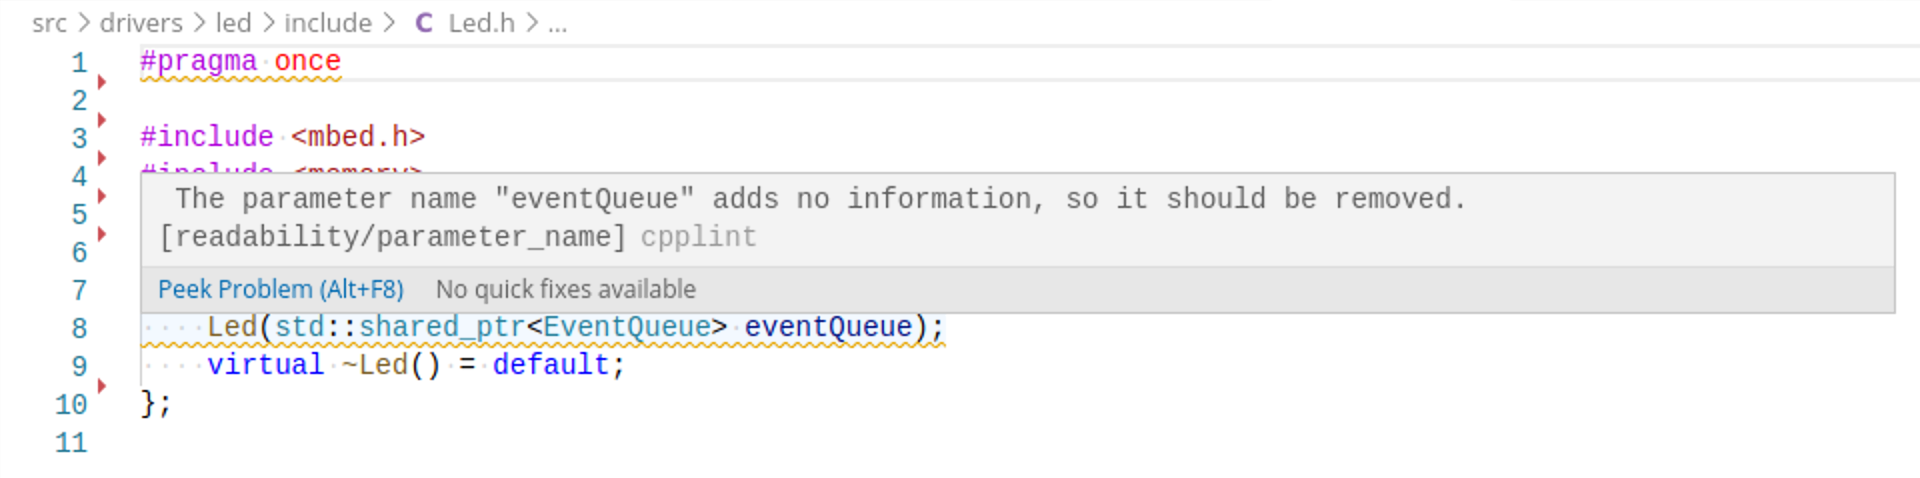 src > drivers > led > include > C Led.h > ...
1 #pragma once
2
3 #include <mbed.h>
4 #include <memory>
The parameter name "eventQueue" adds no information, so it should be removed.
5
[readability/parameter_name] cpplint
6
7 Peek Problem (Alt+F8) No quick fixes available
8 Led(std::shared_ptr<EventQueue> eventQueue);
9 virtual ~Led() = default;
10 };
11